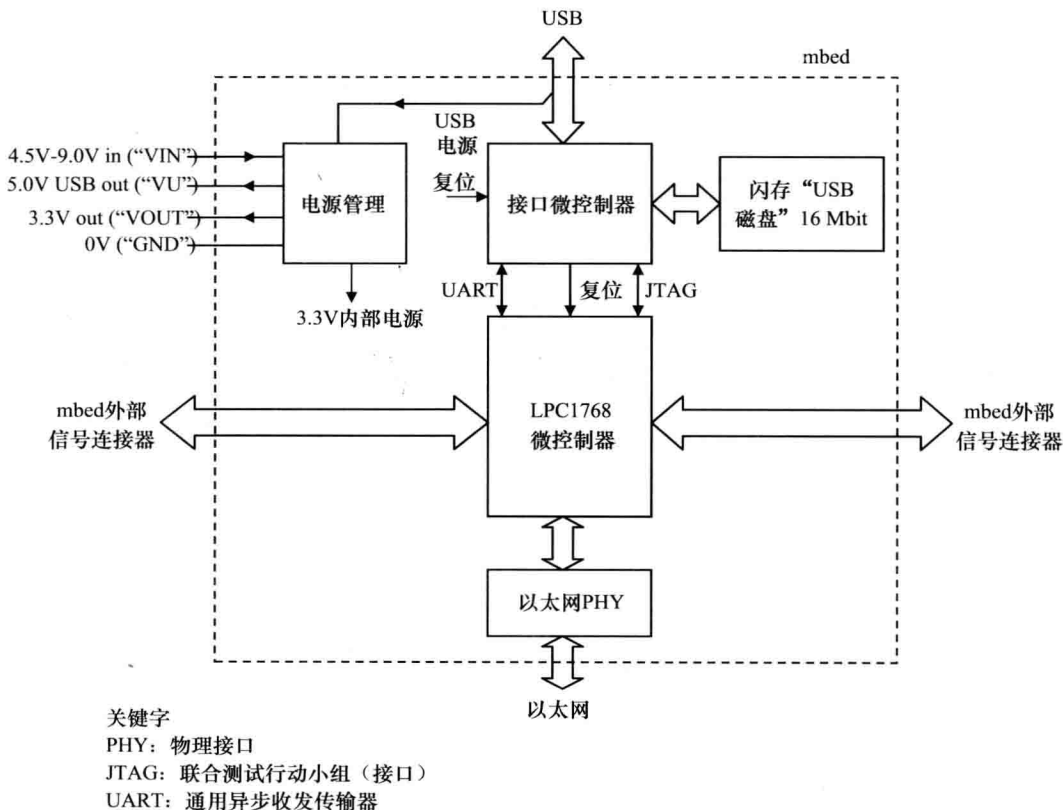 USB
mbed
USB
电源
4.5V-9.0V in (“VIN”)
5.0V USB out (“VU”)
3.3V out (“VOUT”)
0V (“GND”)
电源管理
复位
接口微控制器
闪存“USB
磁盘”16 Mbit
UART
复位
JTAG
3.3V内部电源
mbed外部
信号连接器
LPC1768
微控制器
mbed外部
信号连接器
以太网PHY
以太网
关键字
PHY：物理接口
JTAG：联合测试行动小组（接口）
UART：通用异步收发传输器